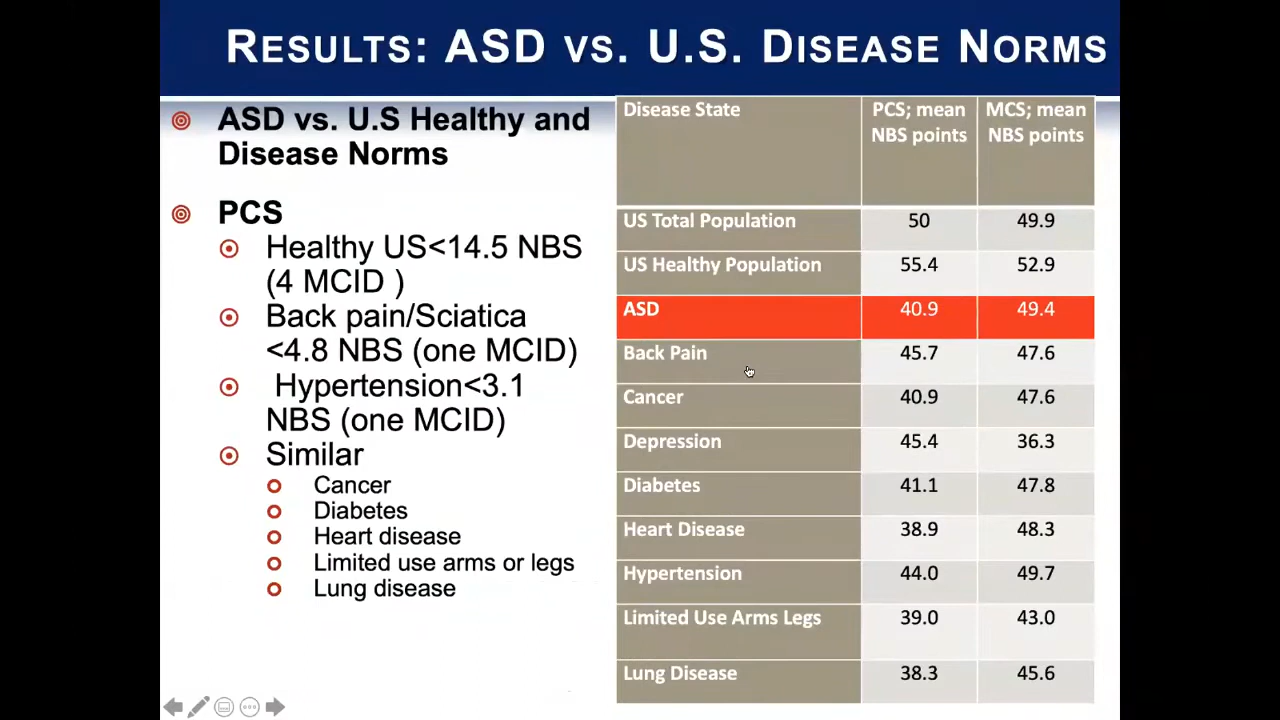 RESULTS: ASD VS. U.S. DISEASE NORMS
ASD vs. U.S Healthy and
Disease Norms
PCS
Healthy US<14.5 NBS
(4 MCID )
Back pain/Sciatica
<4.8 NBS (one MCID)
Hypertension<3.1
NBS (one MCID)
Similar
Cancer
Diabetes
Heart disease
Limited use arms or legs
Lung disease
Disease State PCS; mean MCS; mean
NBS points NBS points
US Total Population 50 49.9
US Healthy Population 55.4 52.9
ASD 40.9 49.4
Back Pain 45.7 47.6
Cancer 40.9 47.6
Depression 45.4 36.3
Diabetes 41.1 47.8
Heart Disease 38.9 48.3
Hypertension 44.0 49.7
Limited Use Arms Legs 39.0 43.0
Lung Disease 38.3 45.6